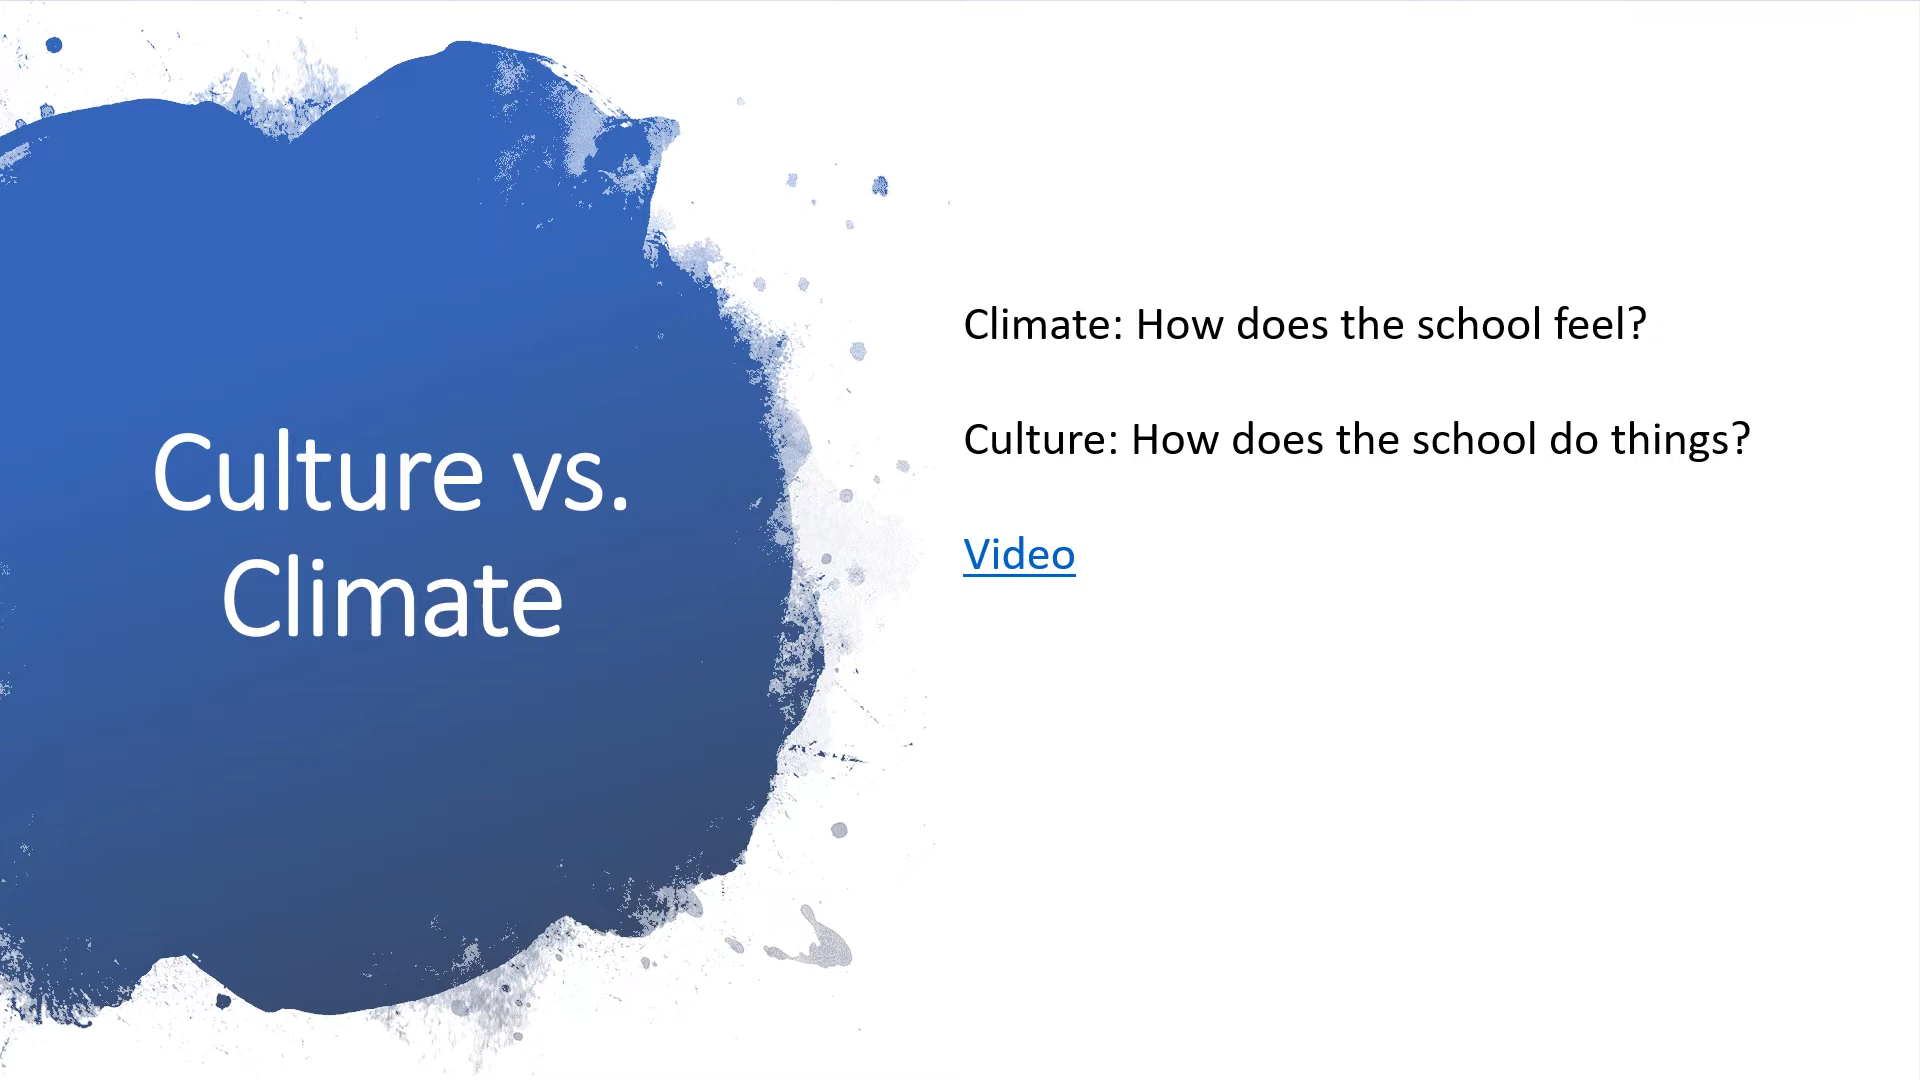 Culture vs.
Climate
Climate: How does the school feel?
Culture: How does the school do things?
Video